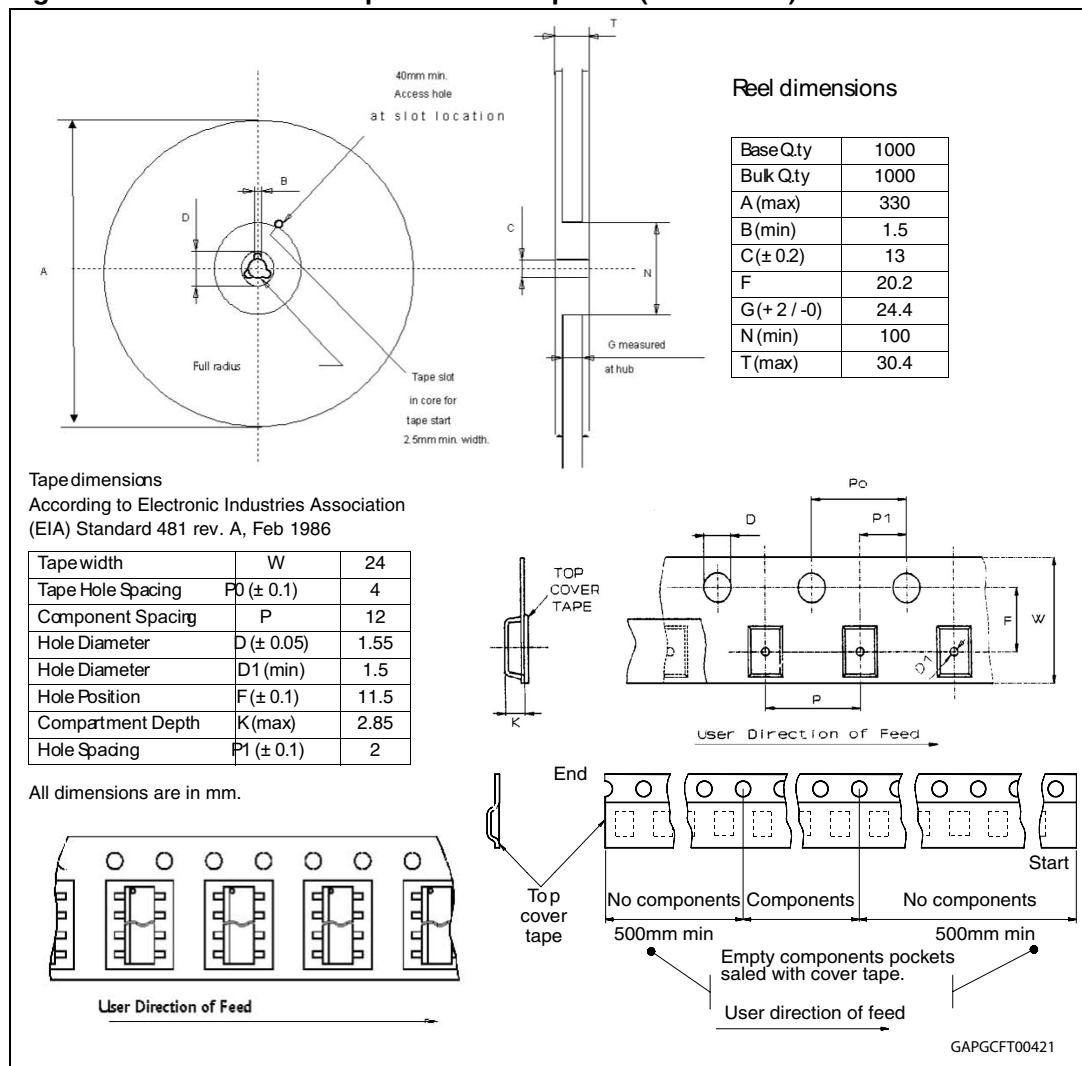 T
40mm min.
Access hole
at slot location
B
D
A
C
N
G measured
at hub
Full radius
Tape slot
in core for
tape start
2.5mm min. width.
Reel dimensions
Base Q.ty 1000
Bulk Q.ty 1000
A (max) 330
B (min) 1.5
C (± 0.2) 13
F 20.2
G (+ 2 / -0) 24.4
N (min) 100
T (max) 30.4
Tape dimensions
According to Electronic Industries Association
(EIA) Standard 481 rev. A, Feb 1986
Tape width W 24
Tape Hole Spacing P0 (± 0.1) 4
Component Spacing P 12
Hole Diameter D (± 0.05) 1.55
Hole Diameter D1 (min) 1.5
Hole Position F (± 0.1) 11.5
Compartment Depth K (max) 2.85
Hole Spacing P1 (± 0.1) 2
All dimensions are in mm.
TOP
COVER
TAPE
K
Po
D
P1
F
W
D1
P
User Direction of Feed
End
Start
Top
cover
tape
No components Components No components
500mm min 500mm min
Empty components pockets
saled with cover tape.
User direction of feed
User Direction of Feed
GAPGCFT00421